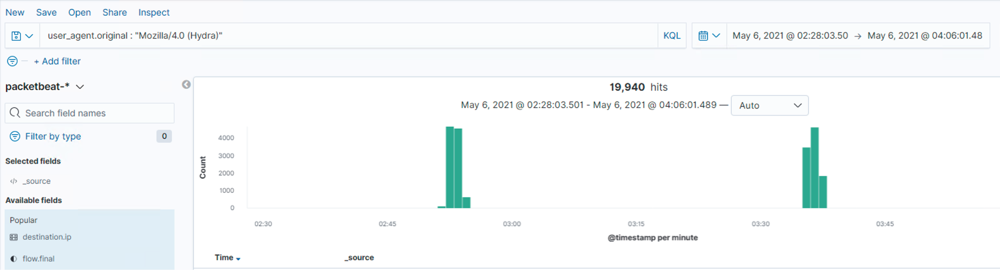 New Save Open Share Inspect
user_agent.original : "Mozilla/4.0 (Hydra)"
KQL
May 6, 2021 @ 02:28:03.50 → May 6, 2021 @ 04:06:01.48
+ Add filter
packetbeat-*
Search field names
Filter by type 0
Selected fields
</> _source
Available fields
Popular
destination.ip
flow.final
19,940 hits
May 6, 2021 @ 02:28:03.501 - May 6, 2021 @ 04:06:01.489 — Auto
Count
4000
3000
2000
1000
0
02:30 02:45 03:00 03:15 03:30 03:45
@timestamp per minute
Time _source